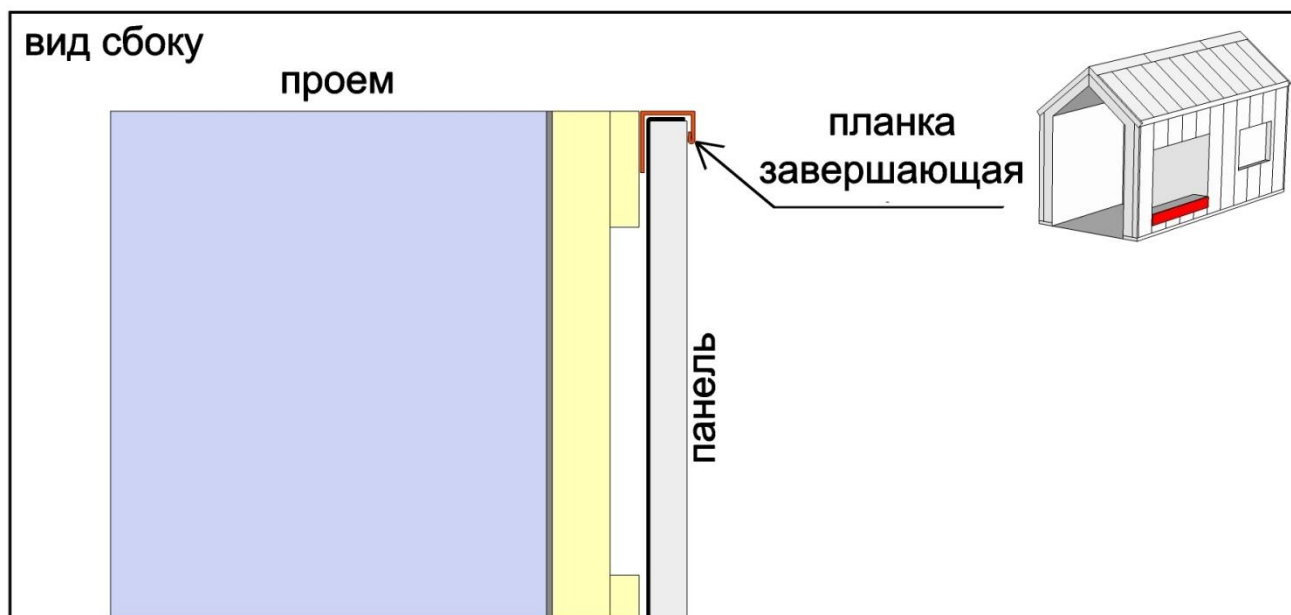 вид сбоку
проем
планка
завершающая
панель